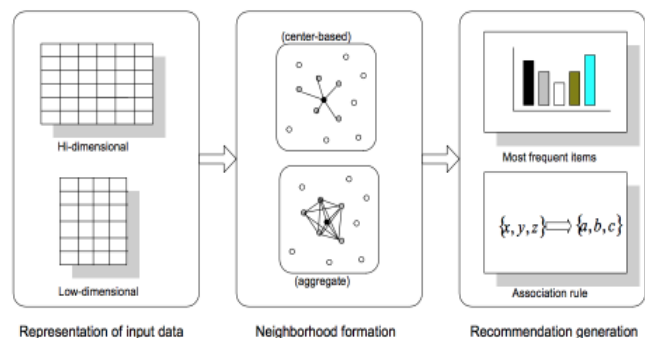 Hi-dimensional
Low-dimensional
Representation of input data
(center-based)
(aggregate)
Neighborhood formation
Most frequent items
{x, y, z} ⟹ {a, b, c}
Association rule
Recommendation generation